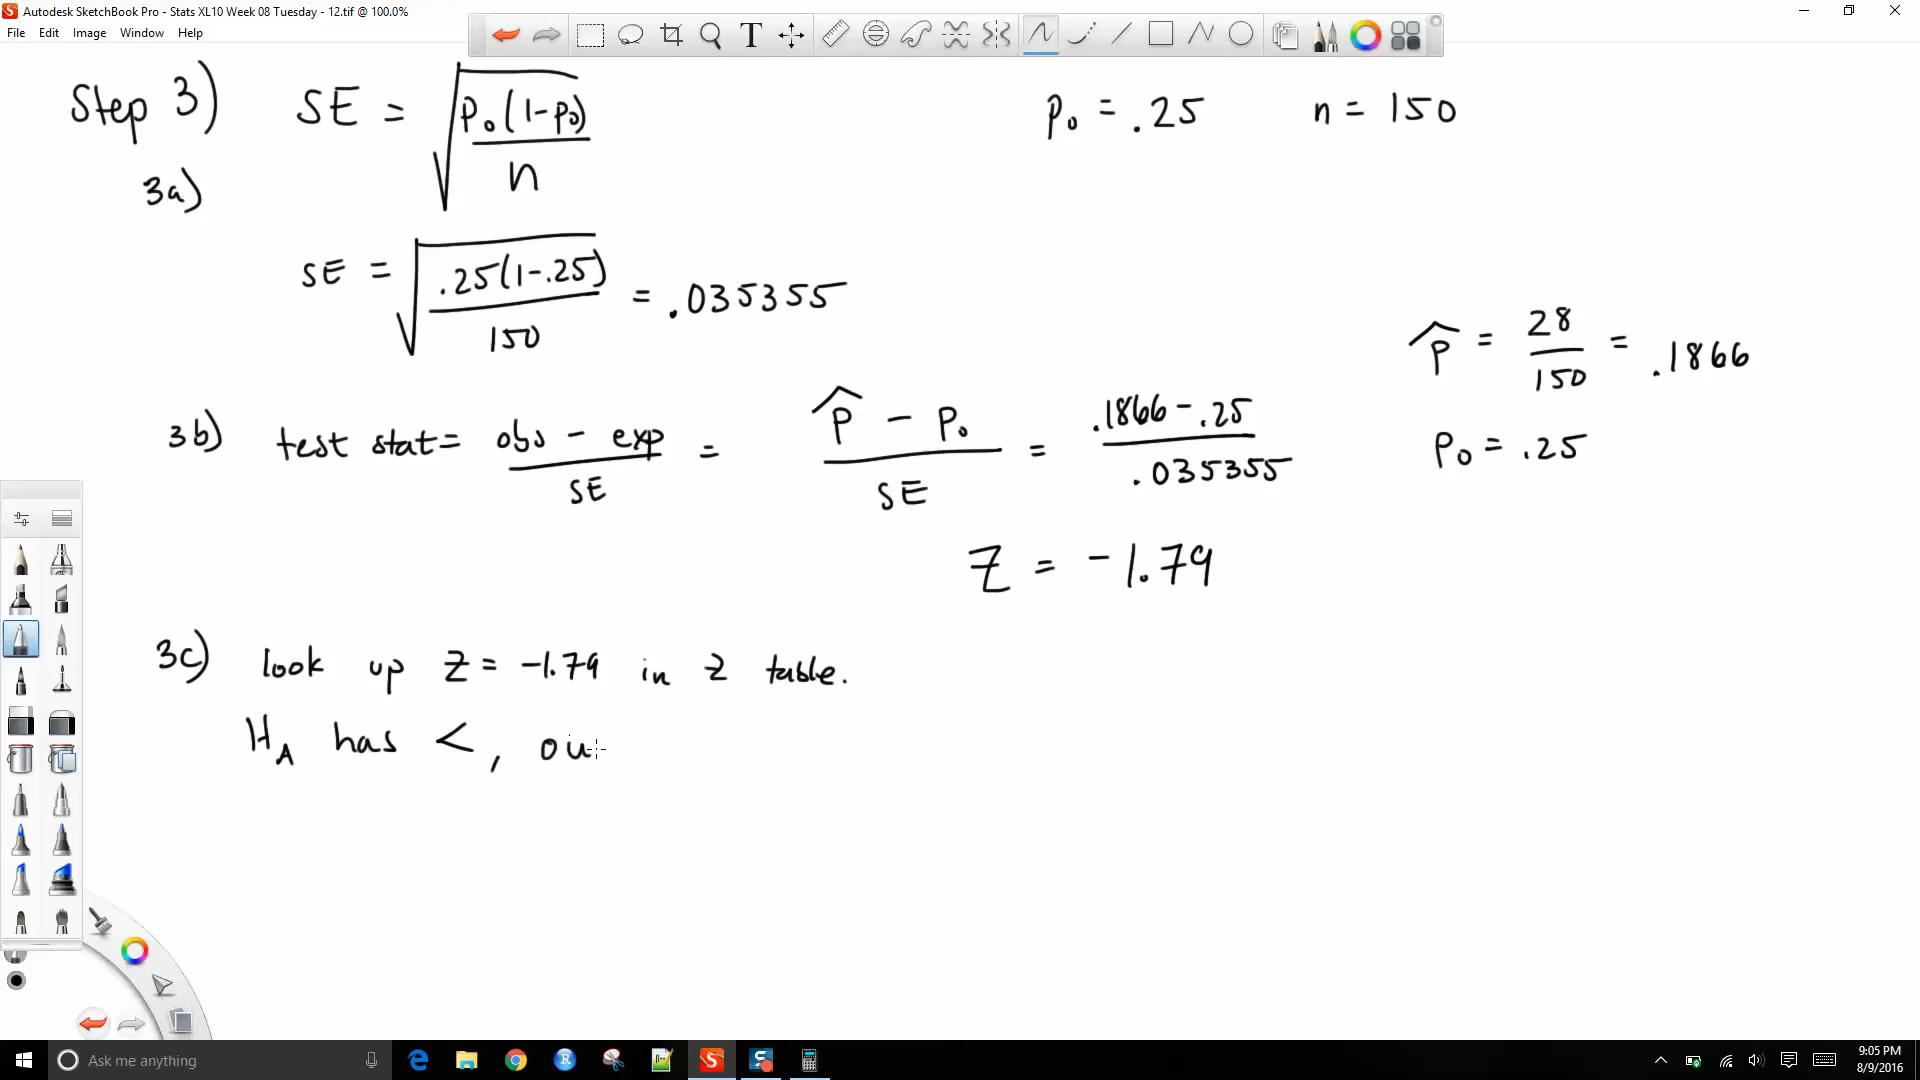 Autodesk SketchBook Pro - Stats XL10 Week 08 Tuesday - 12.tif @ 100.0%
File Edit Image Window Help
T
Step 3) SE = √(p₀(1-p₀)/n) p₀ = .25 n = 150
3a)
SE = √(.25(1-.25)/150) = .035355
p̂ = 28/150 = .1866
3b) test stat = (obs - exp)/SE = (p̂ - p₀)/SE = (.1866 - .25)/.035355
p₀ = .25
Z = -1.79
3c) look up Z = -1.79 in Z table.
H_A has <, ou
Ask me anything
9:05 PM
8/9/2016